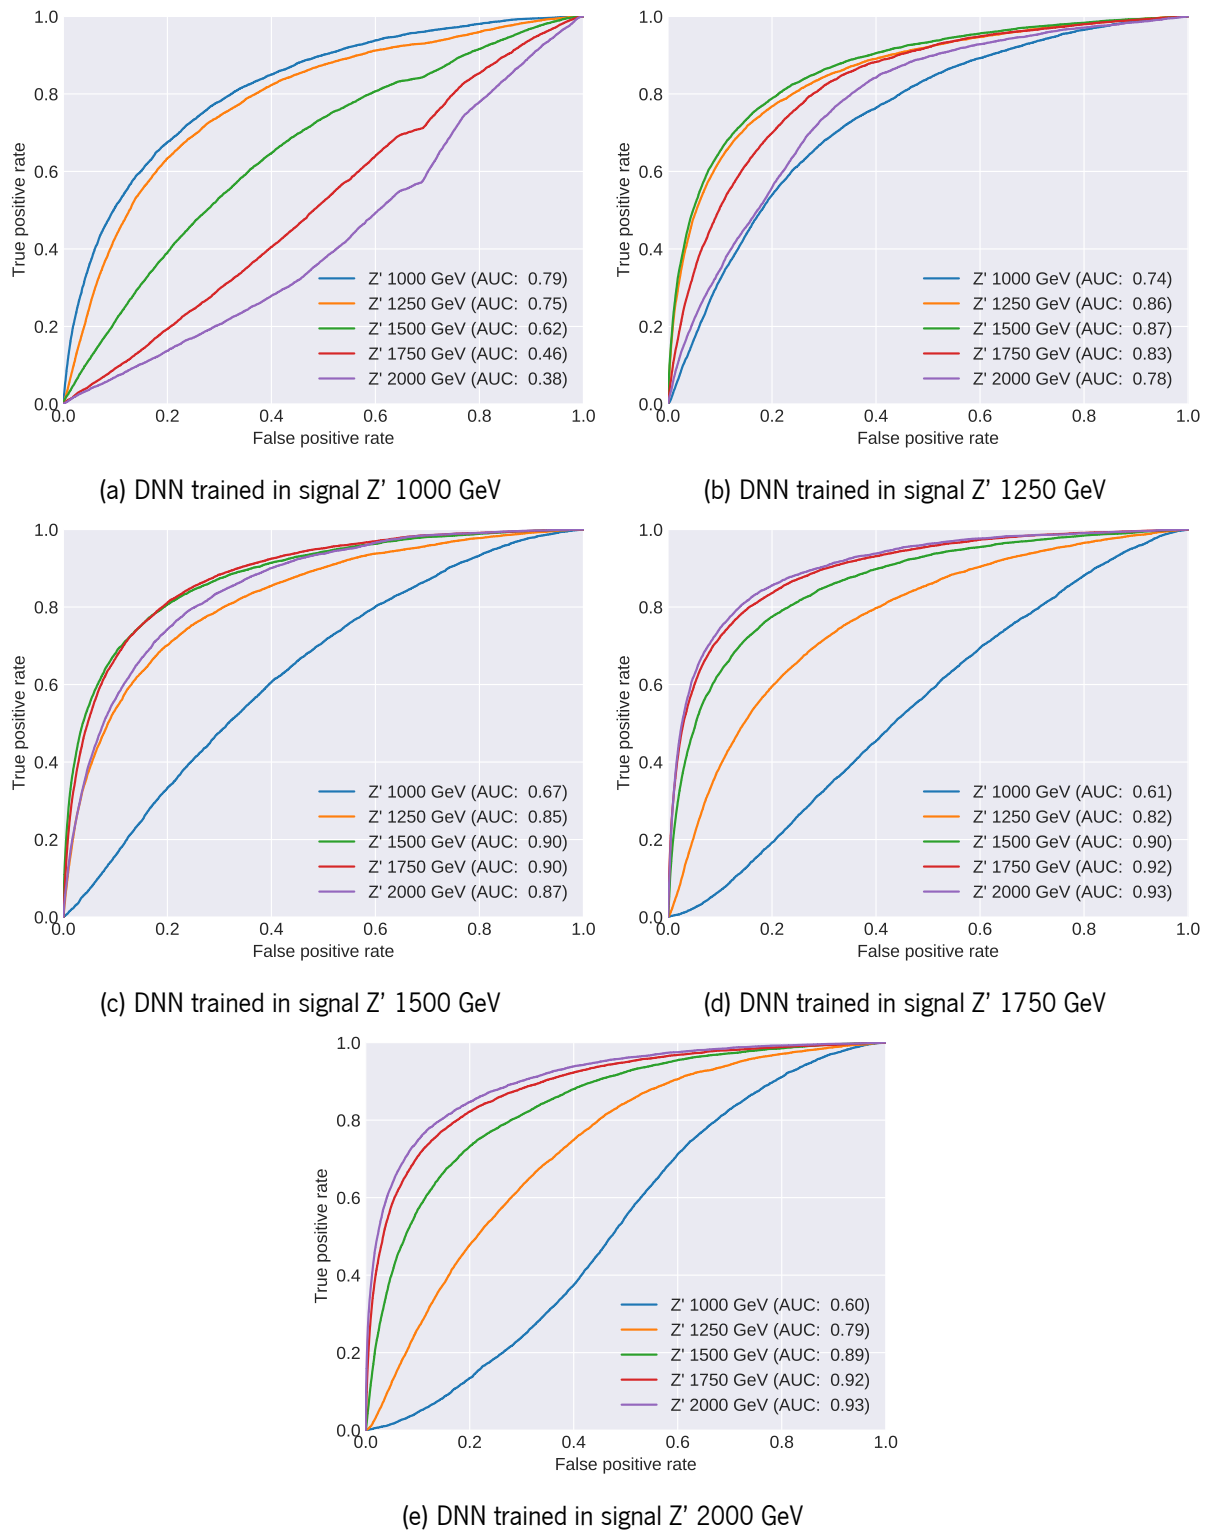 1.0
0.8
0.6
0.4
0.2
0.0
True positive rate
Z' 1000 GeV (AUC: 0.79)
Z' 1250 GeV (AUC: 0.75)
Z' 1500 GeV (AUC: 0.62)
Z' 1750 GeV (AUC: 0.46)
Z' 2000 GeV (AUC: 0.38)
0.0 0.2 0.4 0.6 0.8 1.0
False positive rate
(a) DNN trained in signal Z’ 1000 GeV
1.0
0.8
0.6
0.4
0.2
0.0
True positive rate
Z' 1000 GeV (AUC: 0.74)
Z' 1250 GeV (AUC: 0.86)
Z' 1500 GeV (AUC: 0.87)
Z' 1750 GeV (AUC: 0.83)
Z' 2000 GeV (AUC: 0.78)
0.0 0.2 0.4 0.6 0.8 1.0
False positive rate
(b) DNN trained in signal Z’ 1250 GeV
1.0
0.8
0.6
0.4
0.2
0.0
True positive rate
Z' 1000 GeV (AUC: 0.67)
Z' 1250 GeV (AUC: 0.85)
Z' 1500 GeV (AUC: 0.90)
Z' 1750 GeV (AUC: 0.90)
Z' 2000 GeV (AUC: 0.87)
0.0 0.2 0.4 0.6 0.8 1.0
False positive rate
(c) DNN trained in signal Z’ 1500 GeV
1.0
0.8
0.6
0.4
0.2
0.0
True positive rate
Z' 1000 GeV (AUC: 0.61)
Z' 1250 GeV (AUC: 0.82)
Z' 1500 GeV (AUC: 0.90)
Z' 1750 GeV (AUC: 0.92)
Z' 2000 GeV (AUC: 0.93)
0.0 0.2 0.4 0.6 0.8 1.0
False positive rate
(d) DNN trained in signal Z’ 1750 GeV
1.0
0.8
0.6
0.4
0.2
0.0
True positive rate
Z' 1000 GeV (AUC: 0.60)
Z' 1250 GeV (AUC: 0.79)
Z' 1500 GeV (AUC: 0.89)
Z' 1750 GeV (AUC: 0.92)
Z' 2000 GeV (AUC: 0.93)
0.0 0.2 0.4 0.6 0.8 1.0
False positive rate
(e) DNN trained in signal Z’ 2000 GeV